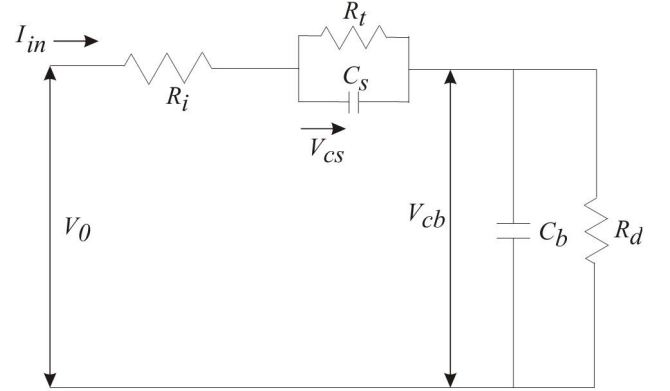 R_t
I_in
R_i
C_s
V_cs
V_0
V_cb
C_b
R_d